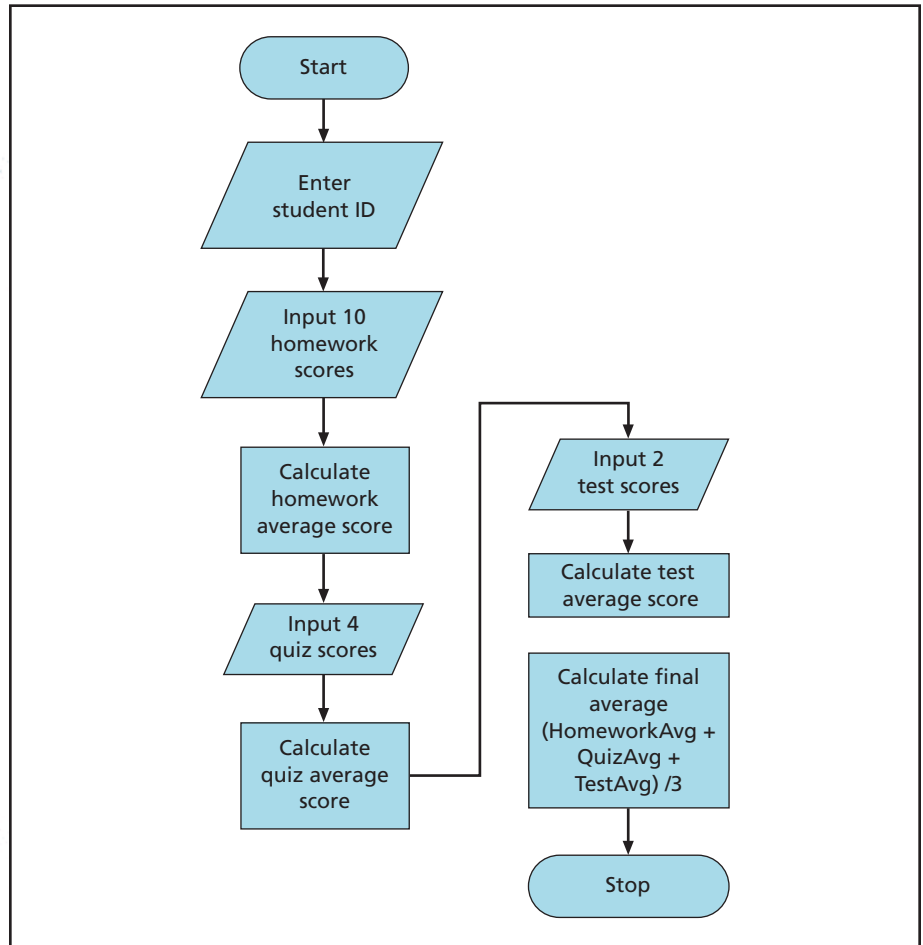 Start
Enter
student ID
Input 10
homework
scores
Calculate
homework
average score
Input 4
quiz scores
Calculate
quiz average
score
Input 2
test scores
Calculate test
average score
Calculate final
average
(HomeworkAvg +
QuizAvg +
TestAvg) /3
Stop